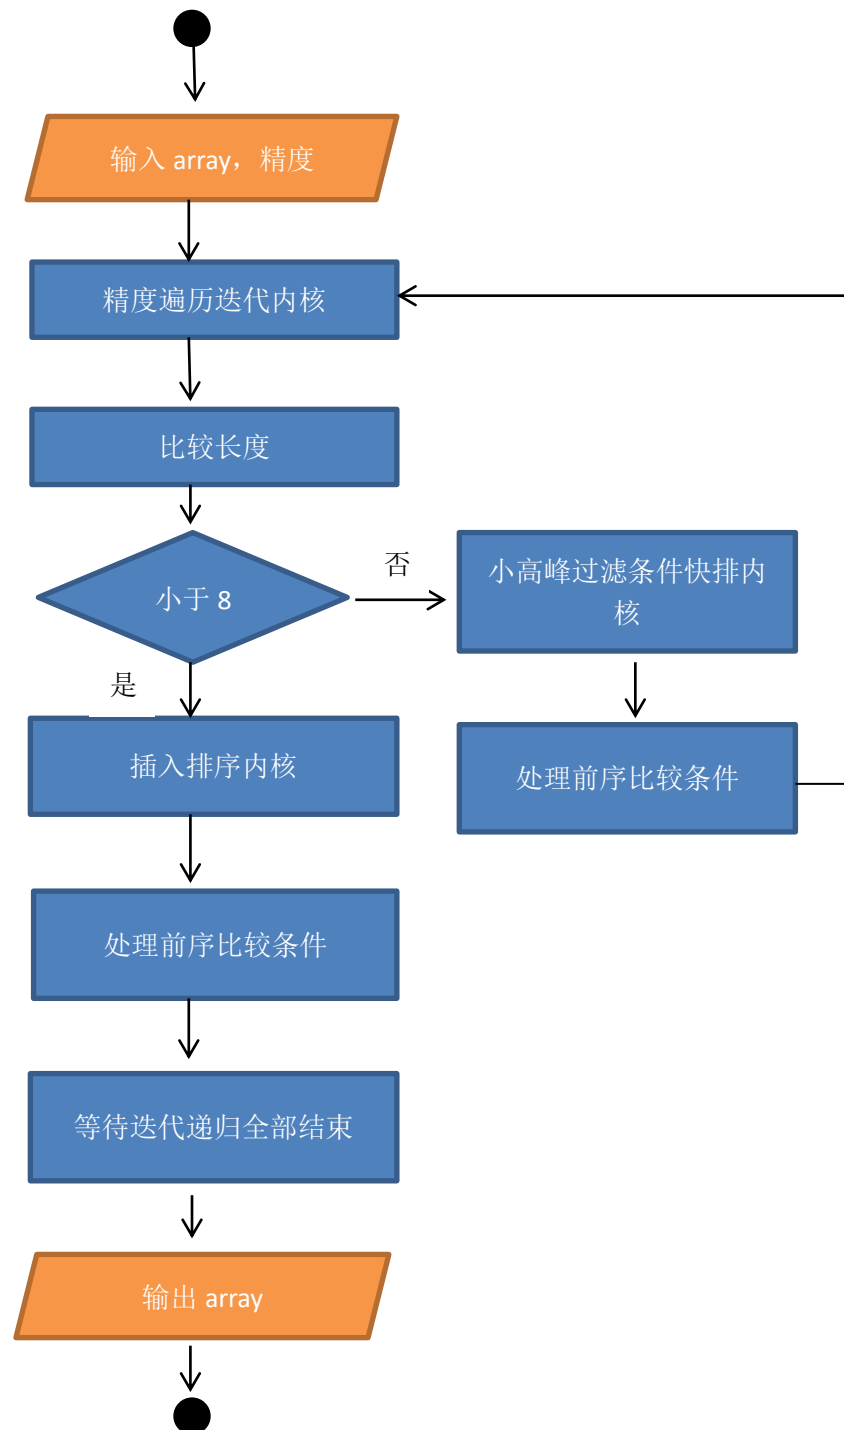 输入 array，精度
精度遍历迭代内核
比较长度
小于 8
否
小高峰过滤条件快排内
核
是
插入排序内核
处理前序比较条件
处理前序比较条件
等待迭代递归全部结束
输出 array